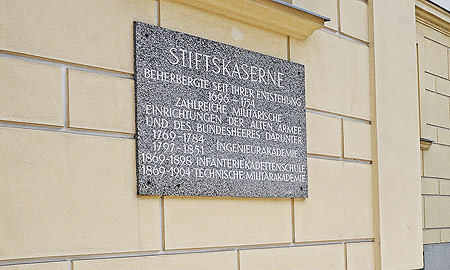 STIFTSKASERNE
BEHERBERGTE SEIT IHRER ENTSTEHUNG
1696 – 1754
ZAHLREICHE MILITÄRISCHE
EINRICHTUNGEN DER ALTEN ARMEE
UND DES BUNDESHEERES DARUNTER
1769-1784
1797-1851 INGENIEURAKADEMIE
1869-1898 INFANTERIEKADETTENSCHULE
1869-1904 TECHNISCHE MILITÄRAKADEMIE